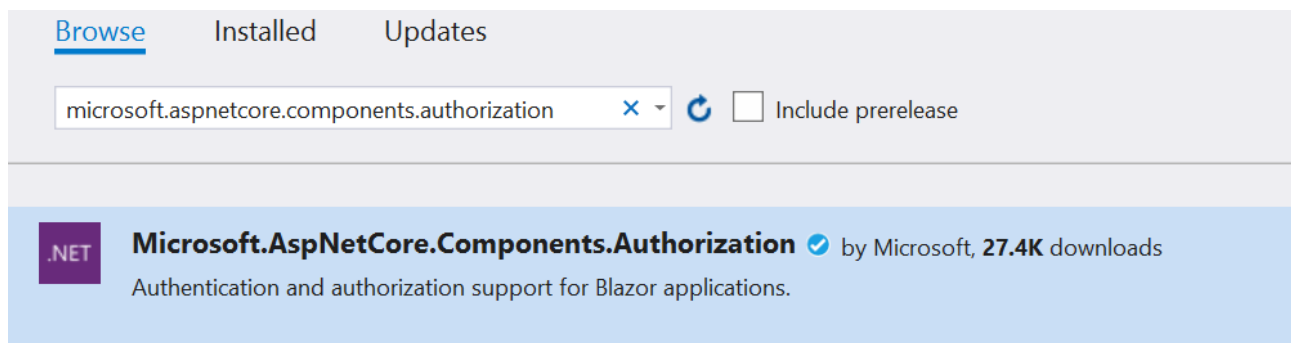 Browse Installed Updates
microsoft.aspnetcore.components.authorization Include prerelease
.NET Microsoft.AspNetCore.Components.Authorization by Microsoft, 27.4K downloads
Authentication and authorization support for Blazor applications.